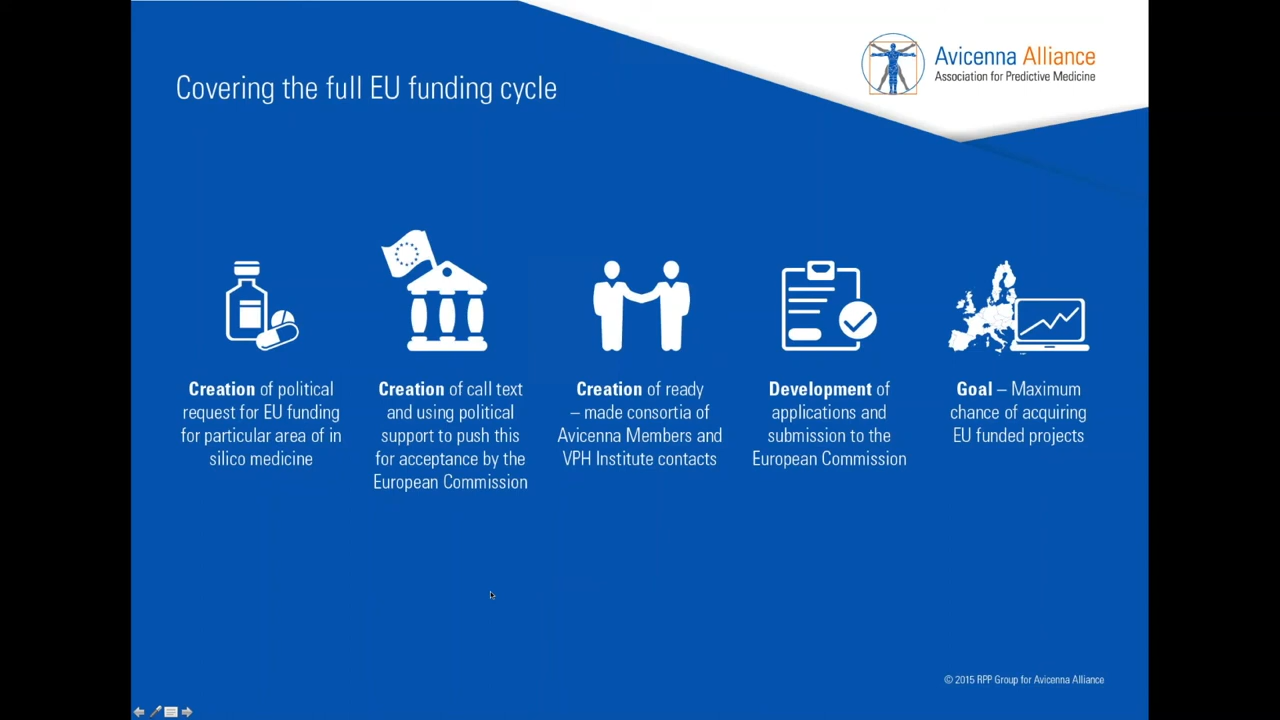 Covering the full EU funding cycle
Avicenna Alliance
Association for Predictive Medicine
Creation of political
request for EU funding
for particular area of in
silico medicine
Creation of call text
and using political
support to push this
for acceptance by the
European Commission
Creation of ready
– made consortia of
Avicenna Members and
VPH Institute contacts
Development of
applications and
submission to the
European Commission
Goal – Maximum
chance of acquiring
EU funded projects
© 2015 RPP Group for Avicenna Alliance